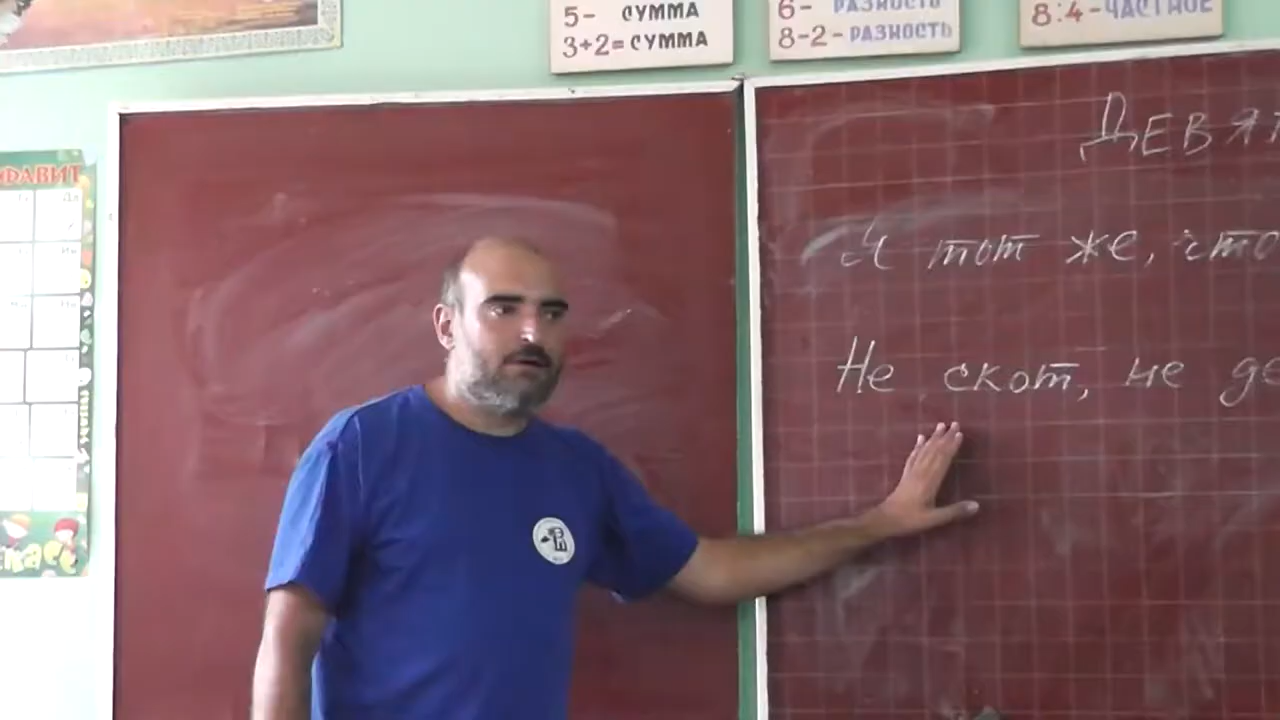 5- СУММА
3+2=СУММА
6- РАЗНОСТЬ
8-2-РАЗНОСТЬ
8:4-ЧАСТНОЕ
ФАВИТ
ДЕВЯ
Я тот же, что
Не скот, не де